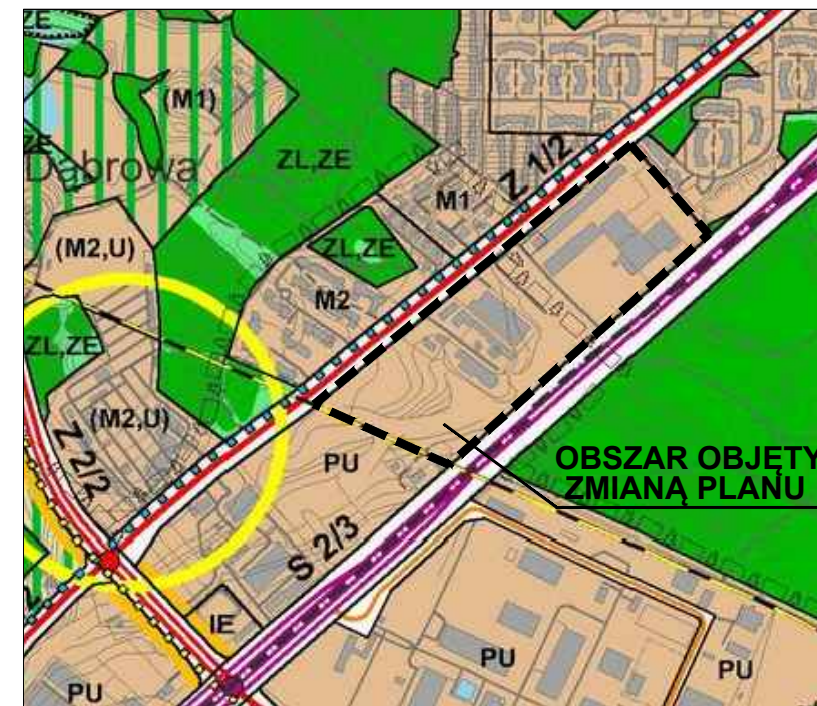 ZE
(M1)
ZE
ZL,ZE
Dąbrowa
M1
Z 1/2
(M2,U)
ZL,ZE
M2
ZL,ZE
(M2,U)
Z 2/2
PU
OBSZAR OBJĘTY
ZMIANĄ PLANU
S 2/3
IE
PU
PU
PU